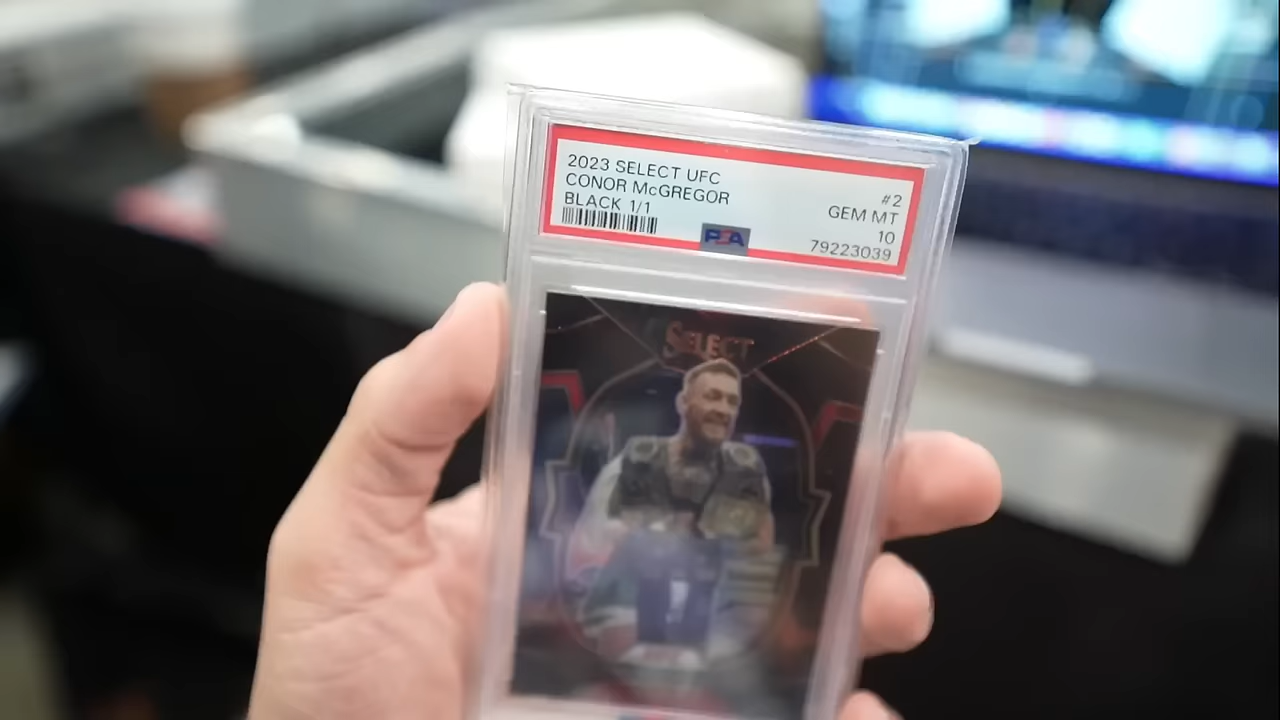 2023 SELECT UFC
CONOR McGREGOR
BLACK 1/1
#2
GEM MT
10
79223039
PSA
SELECT